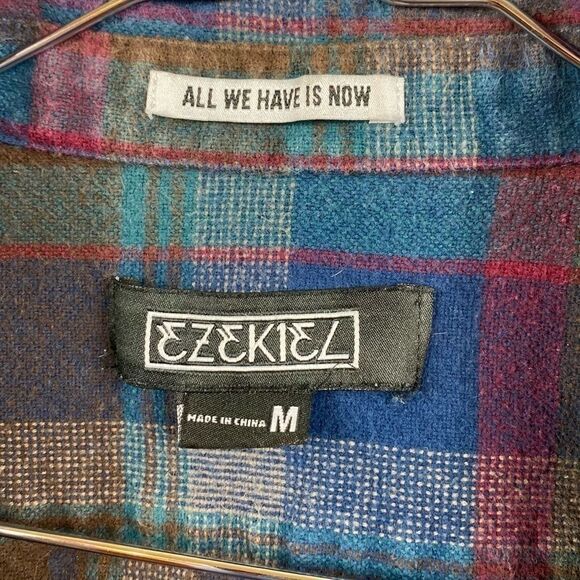 ALL WE HAVE IS NOW
EZEKIEL
MADE IN CHINA M